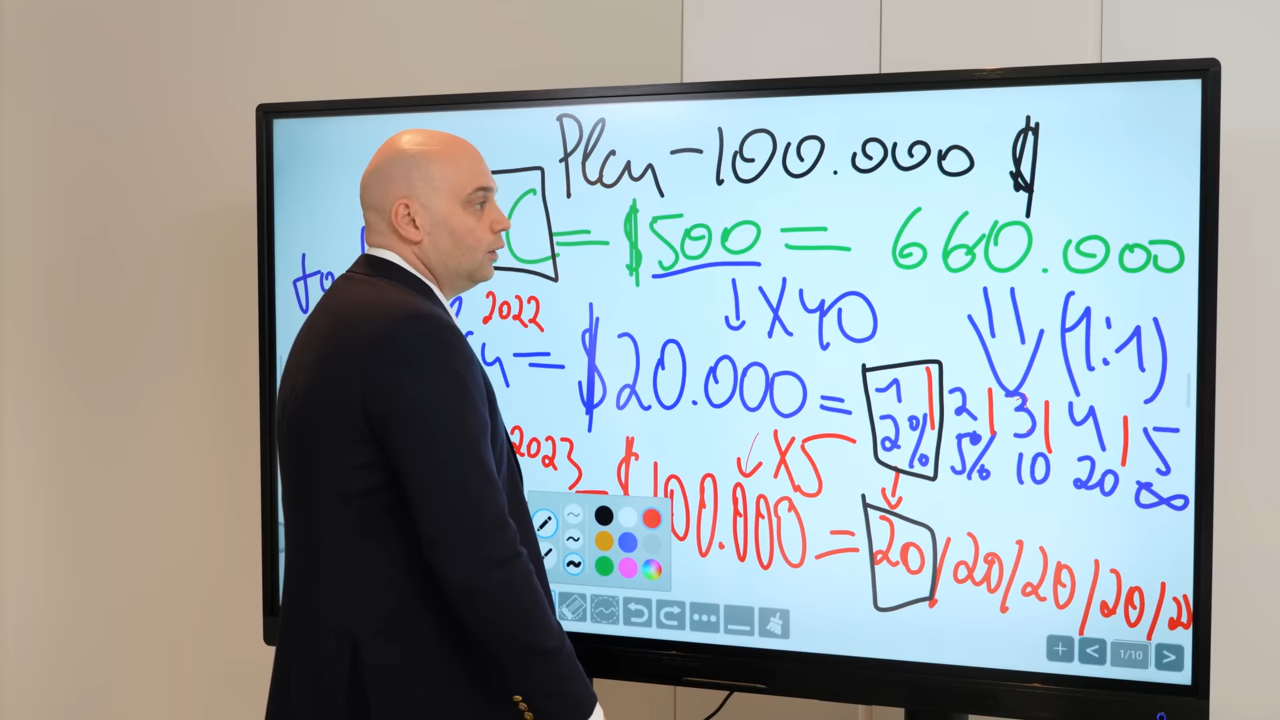 Plan - 100.000 $
C = $500 = 660.000
2022 ↓ X40 (1:1)
= $20.000 = 1 | 2 | 3 | 4 | 5
2% 5% 10 20 ∞
2023 ↓ X5
= $100.000 = 20/20/20/20/20
1/10